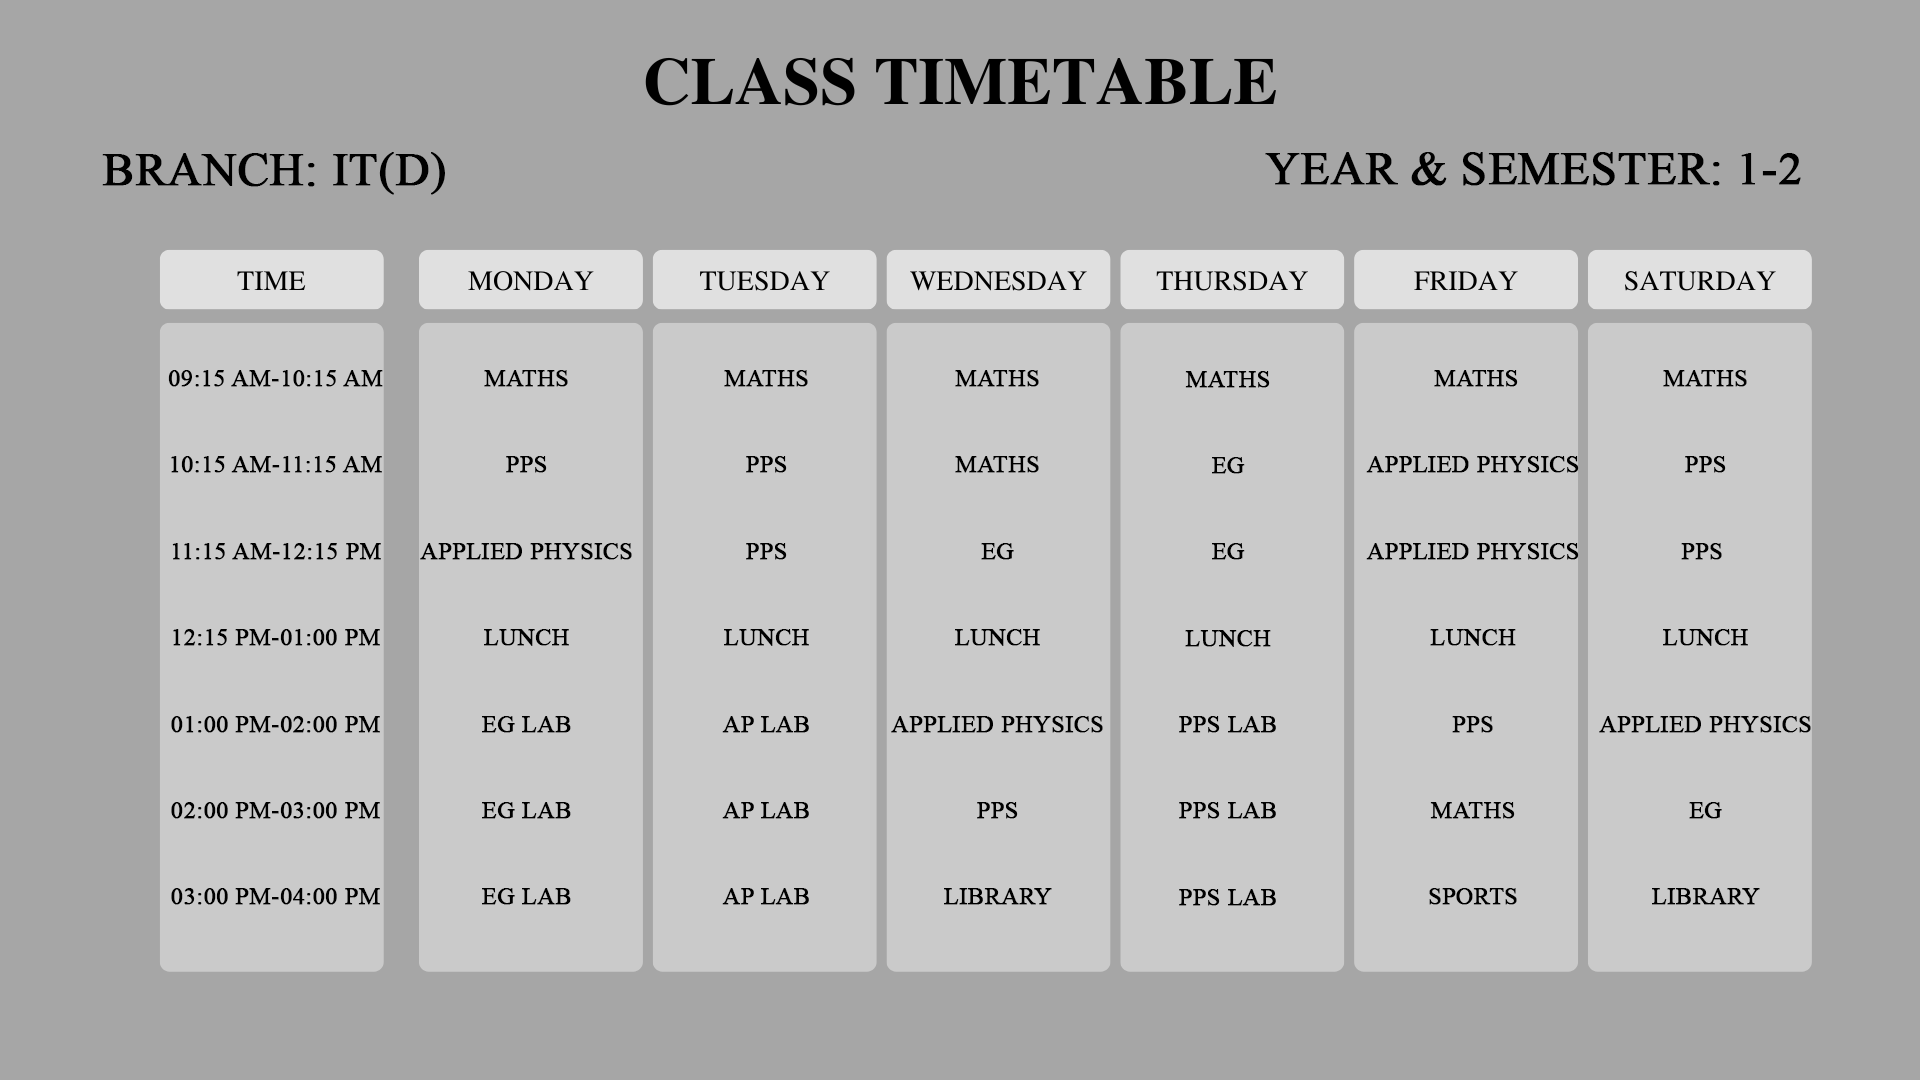 CLASS TIMETABLE
BRANCH: IT(D) YEAR & SEMESTER: 1-2
TIME MONDAY TUESDAY WEDNESDAY THURSDAY FRIDAY SATURDAY
09:15 AM-10:15 AM MATHS MATHS MATHS MATHS MATHS MATHS
10:15 AM-11:15 AM PPS PPS MATHS EG APPLIED PHYSICS PPS
11:15 AM-12:15 PM APPLIED PHYSICS PPS EG EG APPLIED PHYSICS PPS
12:15 PM-01:00 PM LUNCH LUNCH LUNCH LUNCH LUNCH LUNCH
01:00 PM-02:00 PM EG LAB AP LAB APPLIED PHYSICS PPS LAB PPS APPLIED PHYSICS
02:00 PM-03:00 PM EG LAB AP LAB PPS PPS LAB MATHS EG
03:00 PM-04:00 PM EG LAB AP LAB LIBRARY PPS LAB SPORTS LIBRARY